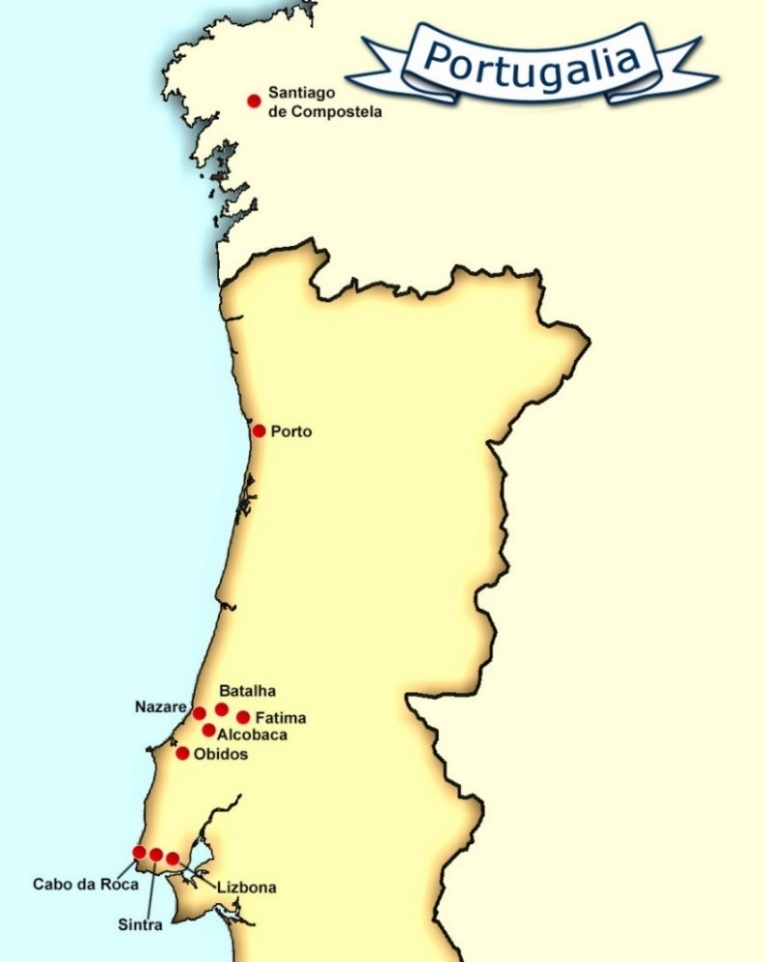 Portugalia
Santiago
de Compostela
Porto
Batalha
Nazare
Fatima
Alcobaca
Obidos
Cabo da Roca
Lizbona
Sintra